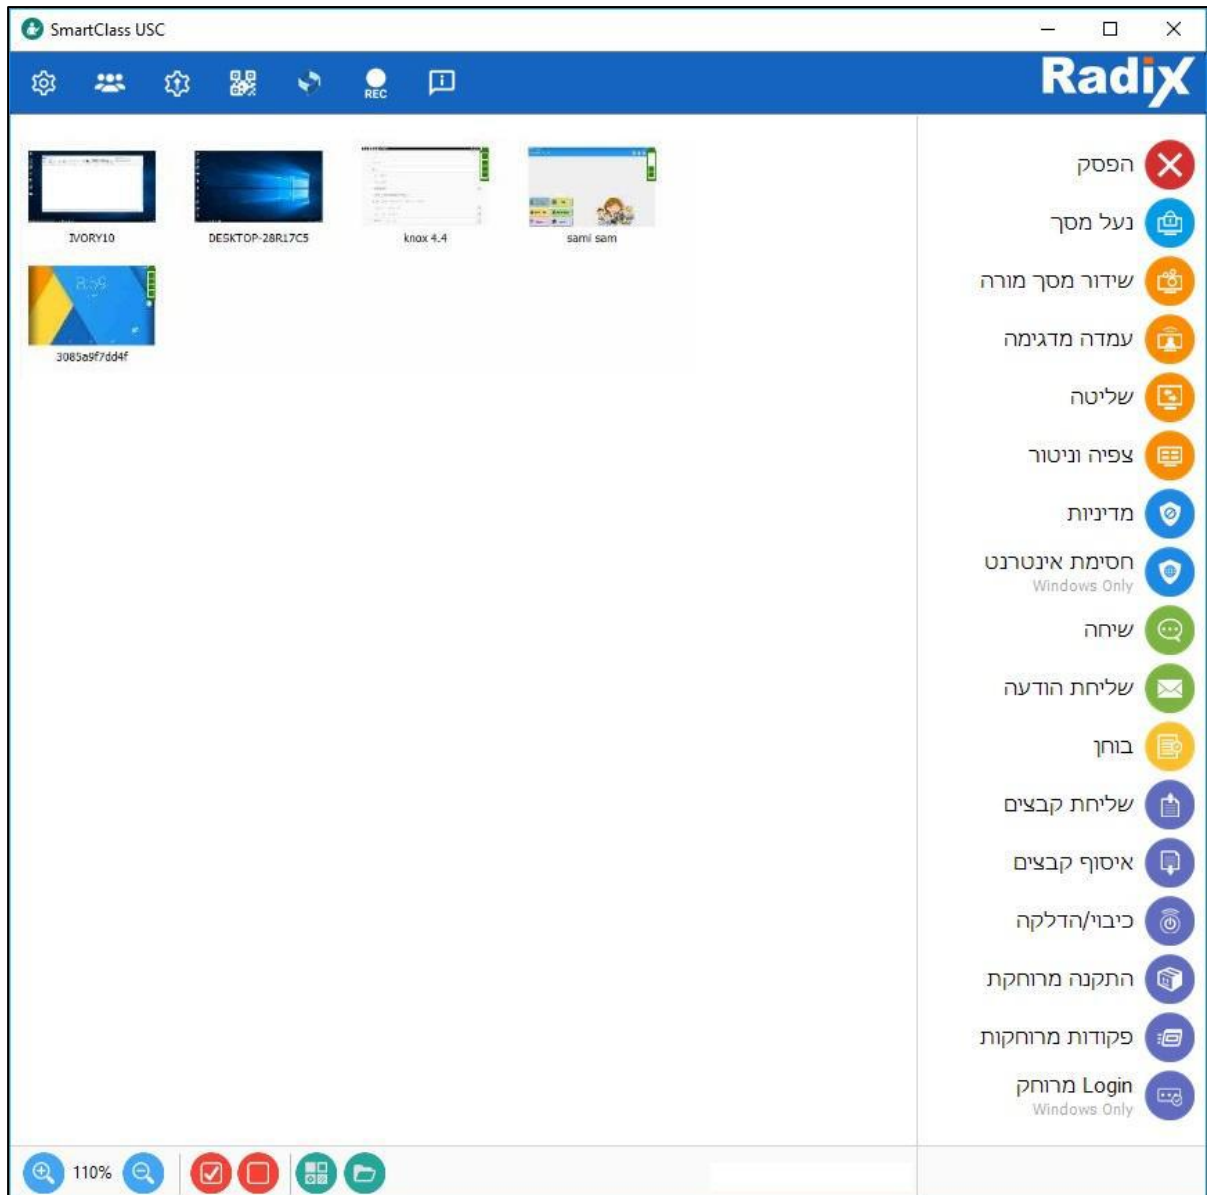 SmartClass USC
REC
Radix
IVORY10
DESKTOP-28R17C5
knox 4.4
sami sam
8:59
3085a9f7dd4f
הפסק
נעל מסך
שידור מסך מורה
עמדה מדגימה
שליטה
צפיה וניטור
מדיניות
חסימת אינטרנט
Windows Only
שיחה
שליחת הודעה
בוחן
שליחת קבצים
איסוף קבצים
כיבוי/הדלקה
התקנה מרוחקת
פקודות מרוחקות
Login מרוחק
Windows Only
110%